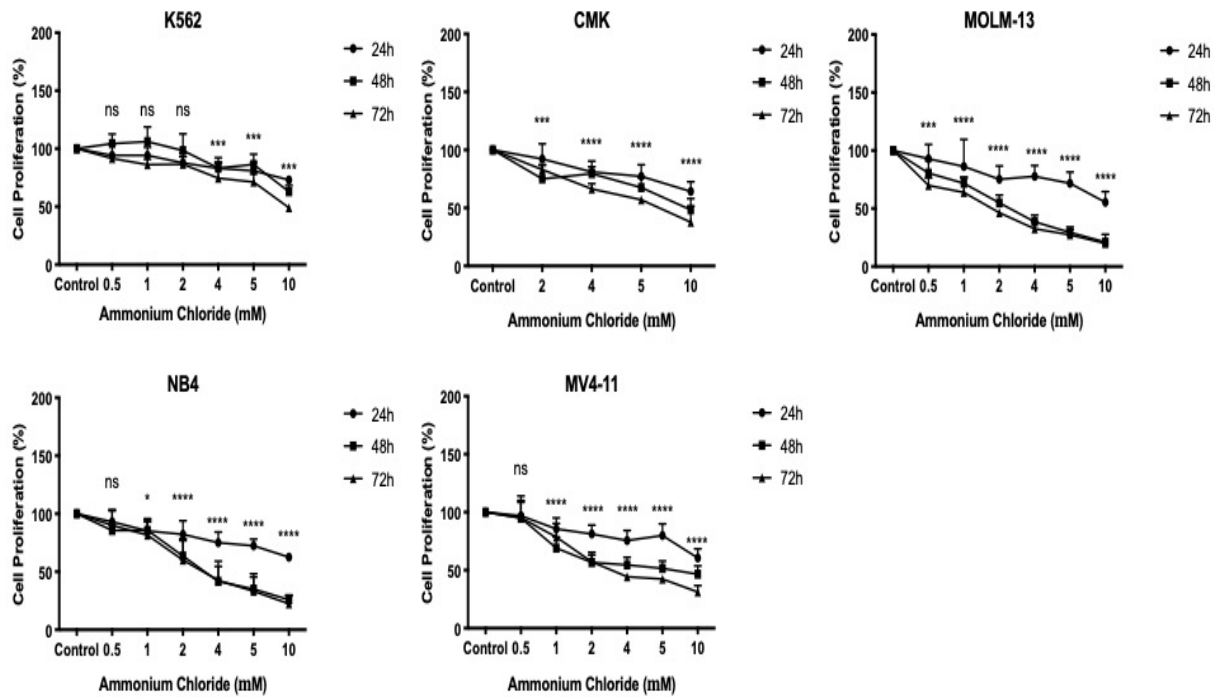 K562
200
150
100
50
0
Cell Proliferation (%)
ns ns ns *** *** ***
24h
48h
72h
Control 0.5 1 2 4 5 10
Ammonium Chloride (mM)
CMK
200
150
100
50
0
Cell Proliferation (%)
*** **** **** ****
24h
48h
72h
Control 2 4 5 10
Ammonium Chloride (mM)
MOLM-13
200
150
100
50
0
Cell Proliferation (%)
*** **** **** **** **** ****
24h
48h
72h
Control 0.5 1 2 4 5 10
Ammonium Chloride (mM)
NB4
200
150
100
50
0
Cell Proliferation (%)
ns * **** **** **** ****
24h
48h
72h
Control 0.5 1 2 4 5 10
Ammonium Chloride (mM)
MV4-11
200
150
100
50
0
Cell Proliferation (%)
ns **** **** **** **** ****
24h
48h
72h
Control 0.5 1 2 4 5 10
Ammonium Chloride (mM)